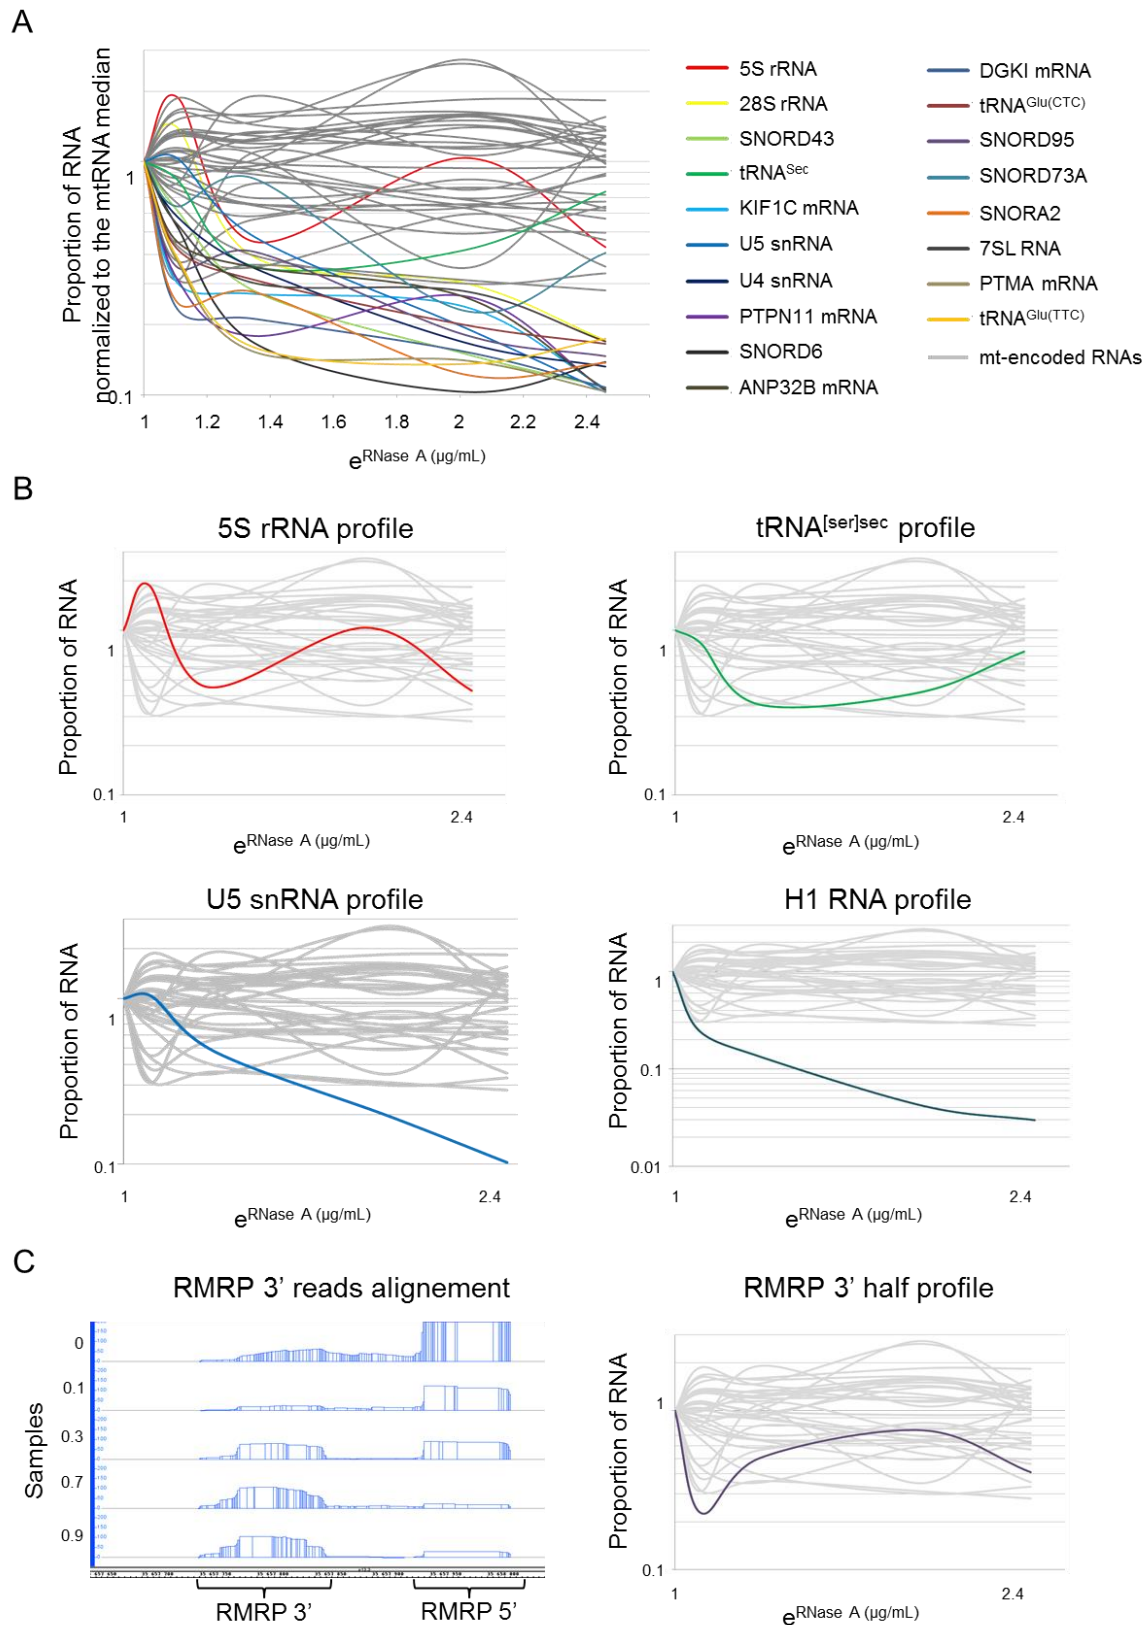 A
Proportion of RNA
normalized to the mtRNA median
1
0.1
1 1.2 1.4 1.6 1.8 2 2.2 2.4
eRNase A (µg/mL)
5S rRNA
28S rRNA
SNORD43
tRNASec
KIF1C mRNA
U5 snRNA
U4 snRNA
PTPN11 mRNA
SNORD6
ANP32B mRNA
DGKI mRNA
tRNAGlu(CTC)
SNORD95
SNORD73A
SNORA2
7SL RNA
PTMA mRNA
tRNAGlu(TTC)
mt-encoded RNAs
B
5S rRNA profile
Proportion of RNA
1
0.1
1 2.4
eRNase A (µg/mL)
tRNA[ser]sec profile
Proportion of RNA
1
0.1
1 2.4
eRNase A (µg/mL)
U5 snRNA profile
Proportion of RNA
1
0.1
1 2.4
eRNase A (µg/mL)
H1 RNA profile
Proportion of RNA
1
0.1
0.01
1 2.4
eRNase A (µg/mL)
C
RMRP 3’ reads alignement
Samples
0
0.1
0.3
0.7
0.9
RMRP 3’ RMRP 5’
RMRP 3’ half profile
Proportion of RNA
1
0.1
1 2.4
eRNase A (µg/mL)